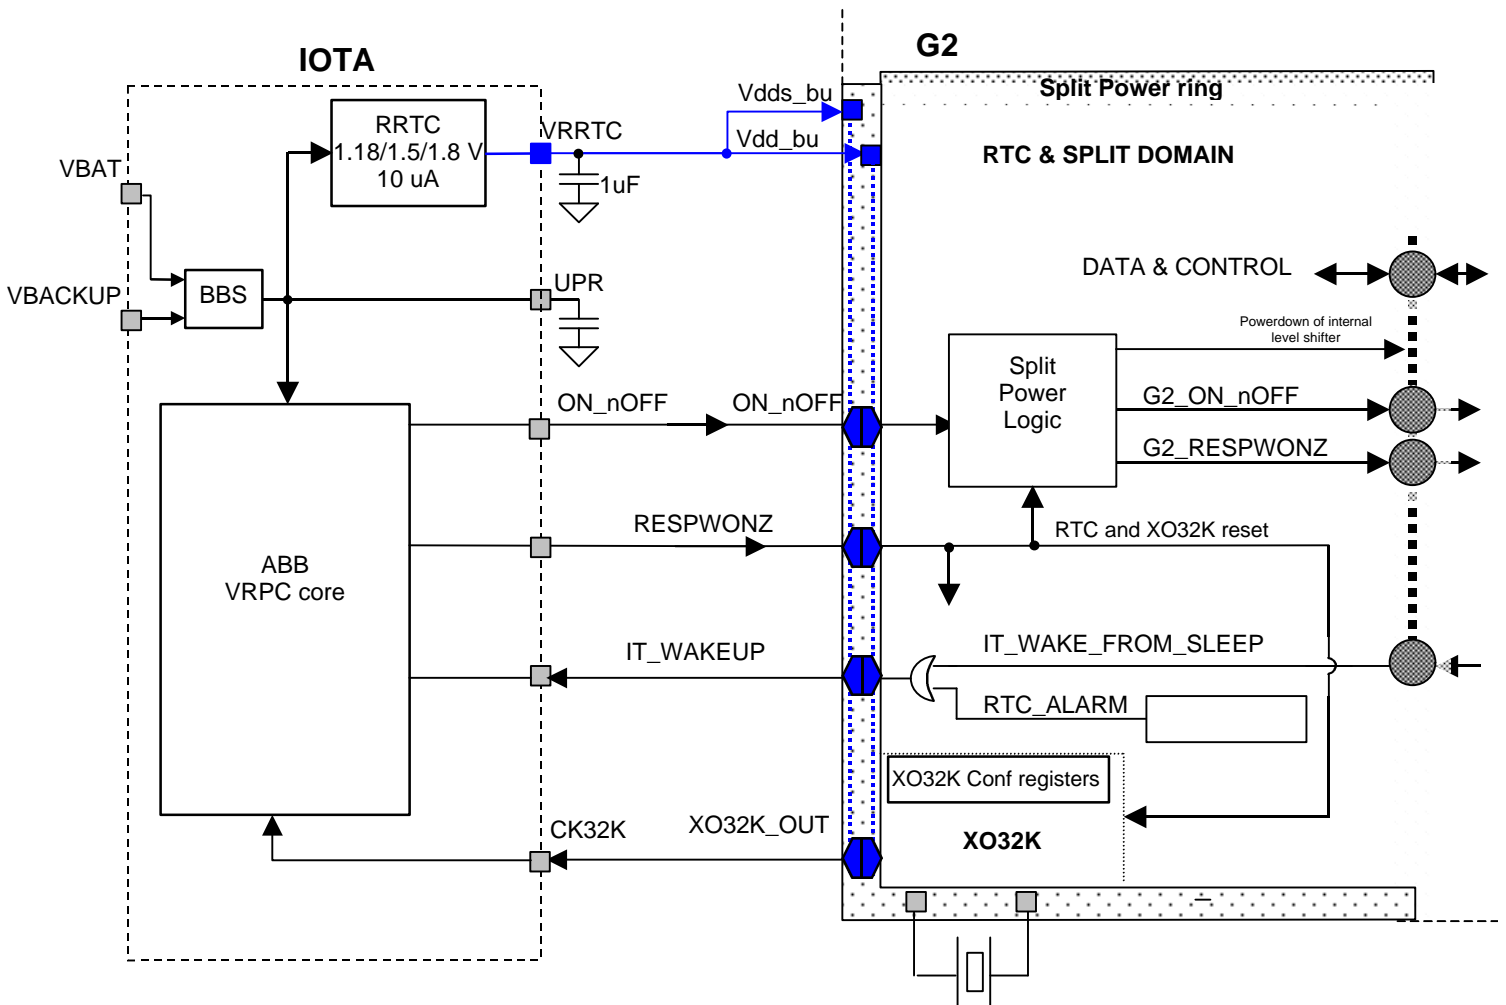 G2
IOTA
Split Power ring
Vdds_bu
RRTC
1.18/1.5/1.8 V
10 uA
VRRTC
Vdd_bu
RTC & SPLIT DOMAIN
VBAT
1uF
DATA & CONTROL
UPR
BBS
VBACKUP
Powerdown of internal
level shifter
Split
Power
Logic
ON_nOFF
ON_nOFF
G2_ON_nOFF
G2_RESPWONZ
RESPWONZ
RTC and XO32K reset
ABB
VRPC core
IT_WAKEUP
IT_WAKE_FROM_SLEEP
RTC_ALARM
XO32K Conf registers
CK32K
XO32K_OUT
XO32K